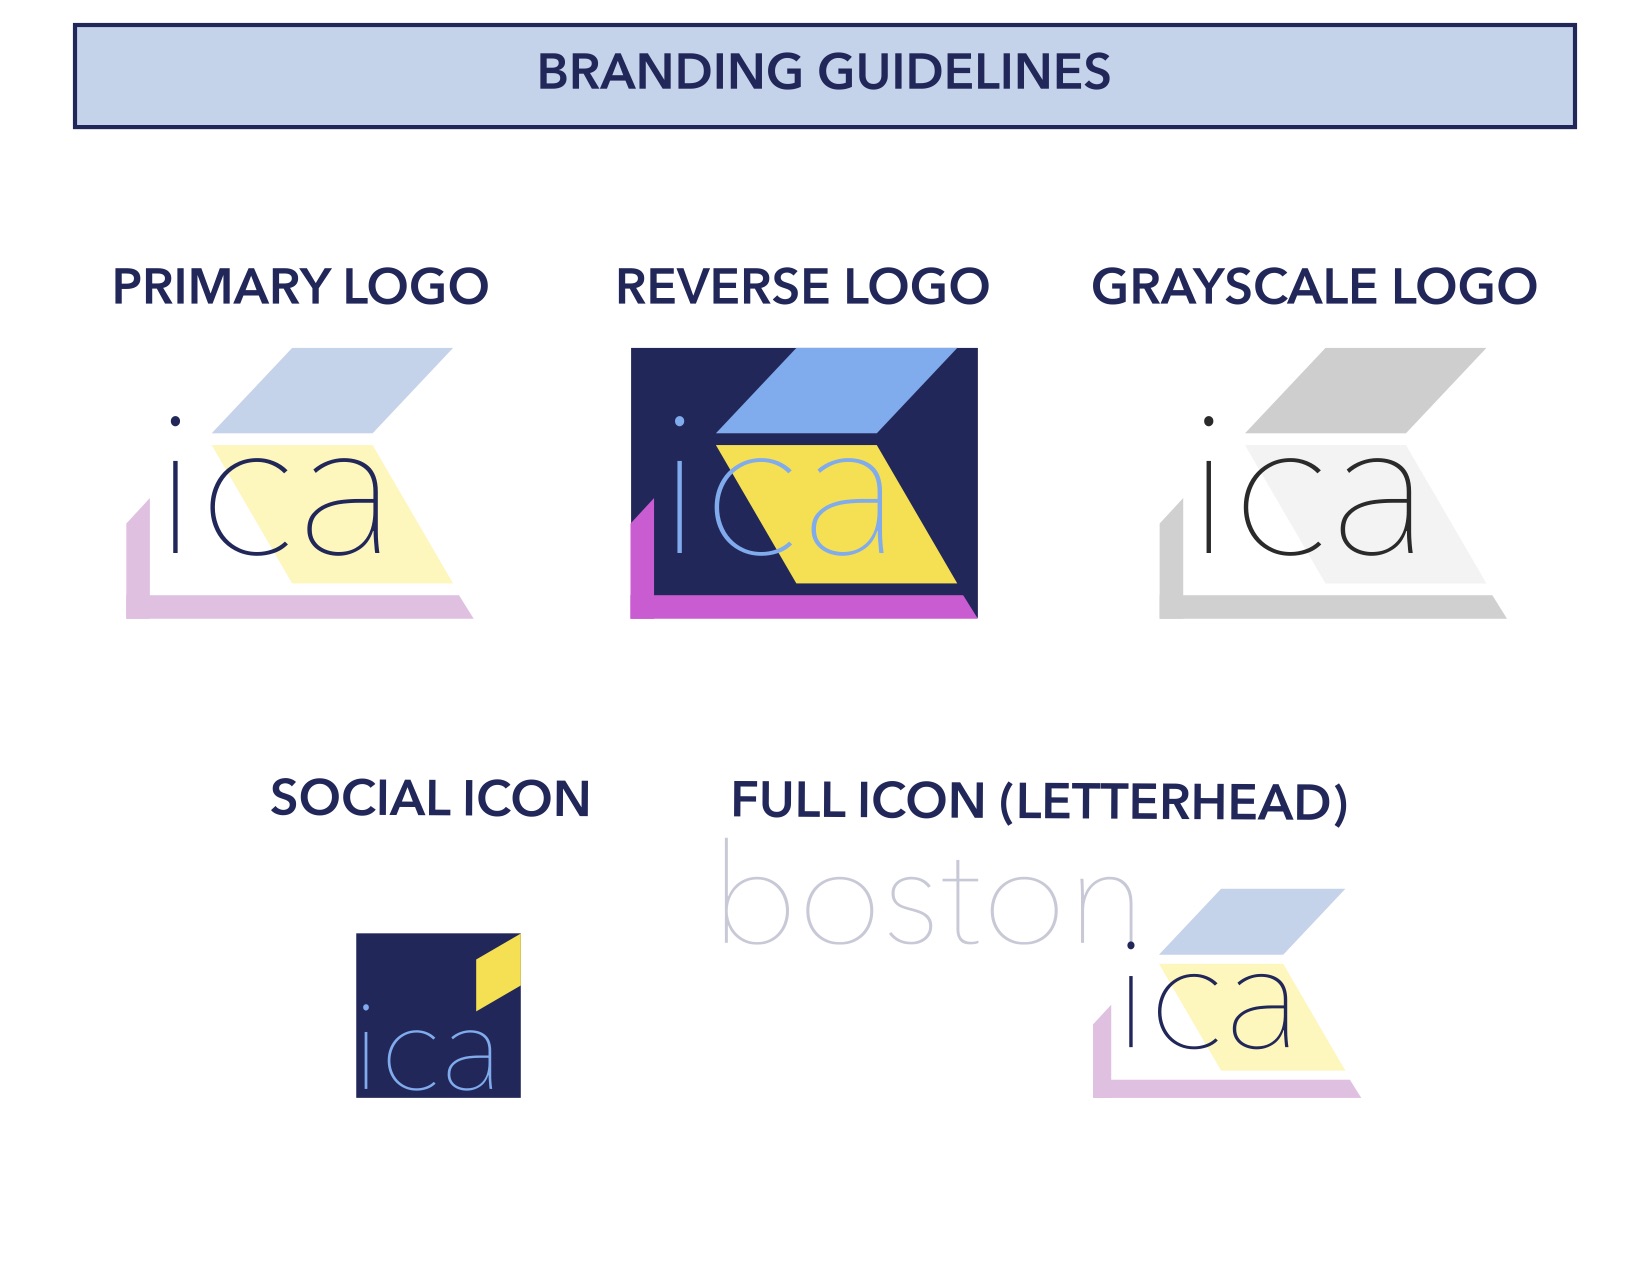 BRANDING GUIDELINES
PRIMARY LOGO
ica
REVERSE LOGO
ica
GRAYSCALE LOGO
ica
SOCIAL ICON
ica
FULL ICON (LETTERHEAD)
boston
ica